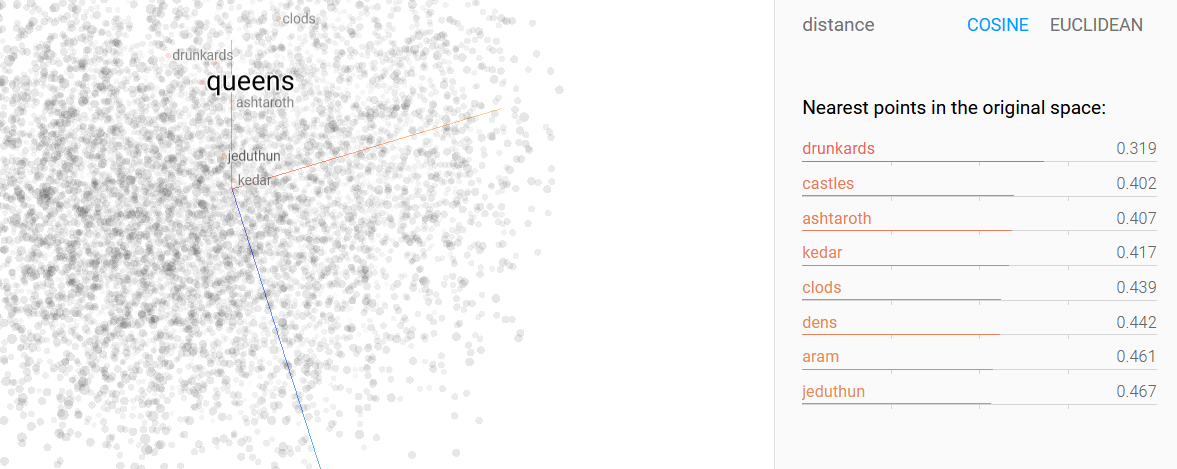 clods
drunkards
queens
ashtaroth
jeduthun
kedar
distance COSINE EUCLIDEAN
Nearest points in the original space:
drunkards 0.319
castles 0.402
ashtaroth 0.407
kedar 0.417
clods 0.439
dens 0.442
aram 0.461
jeduthun 0.467